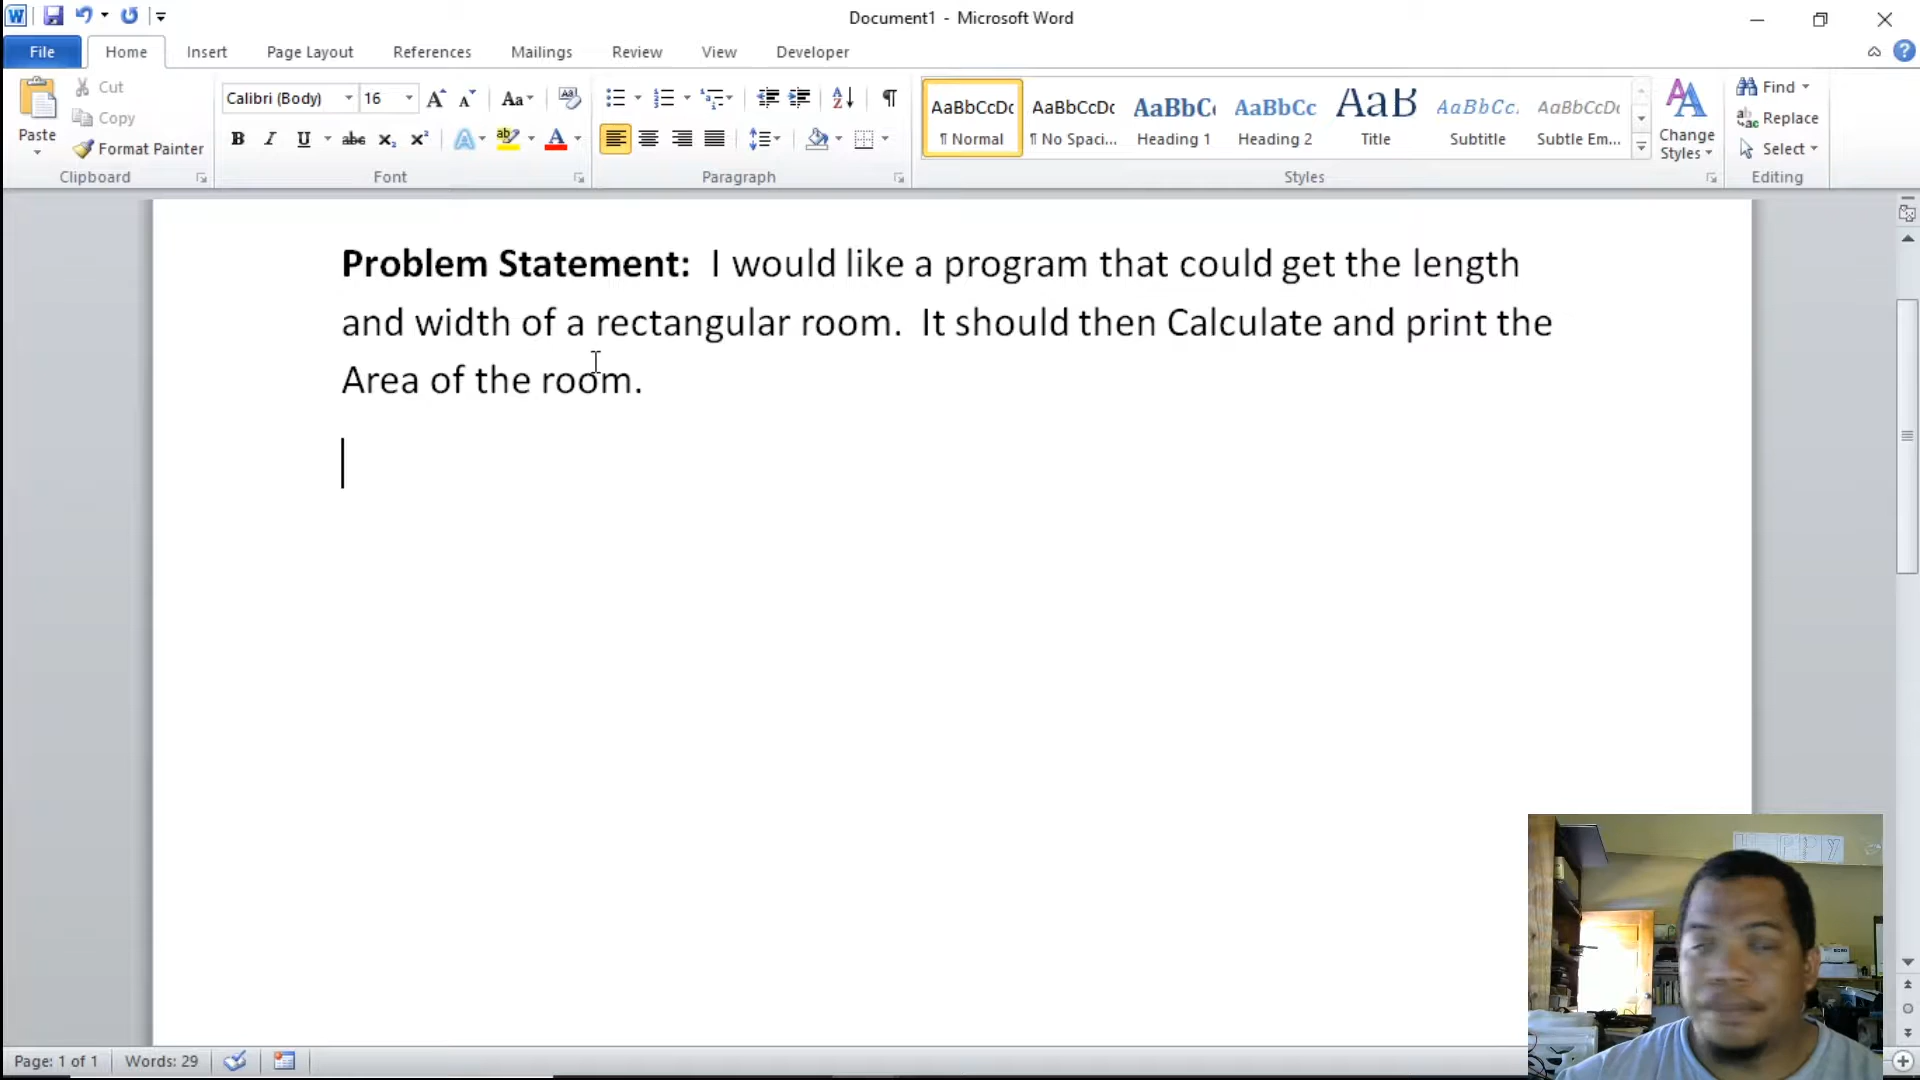 Document1 - Microsoft Word
File Home Insert Page Layout References Mailings Review View Developer
Paste
Cut
Copy
Format Painter
Clipboard
Calibri (Body) 16
Font
Paragraph
AaBbCcDc AaBbCcDc AaBbC AaBbCc AaB AaBbCc. AaBbCcDc
¶ Normal ¶ No Spaci... Heading 1 Heading 2 Title Subtitle Subtle Em...
Change
Styles
Styles
Find
Replace
Select
Editing
Problem Statement: I would like a program that could get the length
and width of a rectangular room. It should then Calculate and print the
Area of the room.
Page: 1 of 1 Words: 29